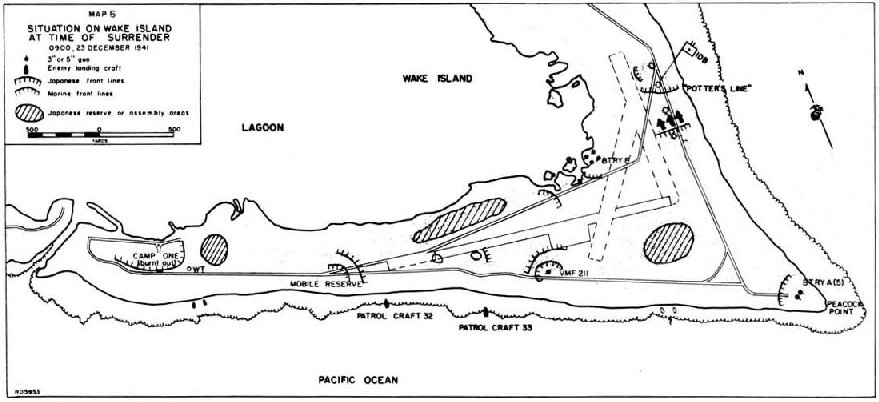 MAP 6
SITUATION ON WAKE ISLAND
AT TIME OF SURRENDER
0900, 23 DECEMBER 1941
3" or 5" gun
Enemy landing craft
Japanese front lines
Marine front lines
Japanese reserve or assembly areas
500 0 500
YARDS
WAKE ISLAND
LAGOON
IDB
N
"POTTER'S LINE"
BTRY E
CAMP ONE
(burnt out)
WT
MOBILE RESERVE
VMF 211
BTRY A (5)
PEACOCK
POINT
PATROL CRAFT 32
PATROL CRAFT 33
PACIFIC OCEAN